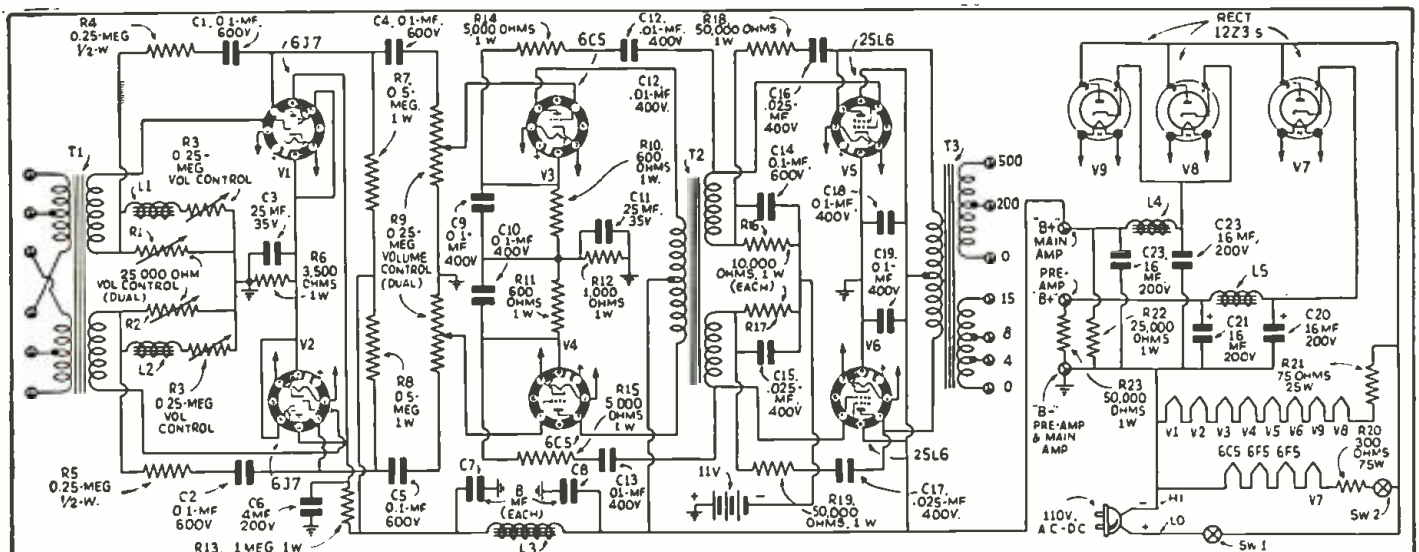 R4
0.25-MEG
1/2-W
C1, 0.1-MF.
600V
6J7
C4, 0.1-MF.
600V
R14
5,000 OHMS
1 W
6C5
C12,
.01-MF.
400V
R18
50,000 OHMS
1W
25L6
RECT
12Z3s
R7,
0.5-
MEG.
1W
C12,
.01-MF
400V.
C16
.025-
MF
400V
T1
R3
0.25-
MEG
VOL CONTROL
L1
V1
R10,
600
OHMS
1W.
V3
T2
C14
0.1-MF.
600V
V5
T3
500
200
0
V9
V8
V7
C3
25 MF.
35V
R1
25,000 OHM
VOL CONTROL
(DUAL)
R6
3,500
OHMS
1W
R2
L2
R3
0.25-MEG
VOL
CONTROL
V2
R9
0.25-
MEG
VOLUME
CONTROL
(DUAL)
R8
0.5-
MEG
1W
C9
0.1-
MF
400V
C10
0.1-MF
400V
C11
25 MF.
35V
R11
600
OHMS
1W
R12
1,000
OHMS
1W
V4
R15
5,000
OHMS
1W
6C5
R16
10,000
OHMS, 1 W
(EACH)
R17
C15,
.025-
MF.
400V
C18
0.1-MF
400V
C19,
0.1-
MF
400V
V6
25L6
15
8
4
0
"B+"
MAIN
AMP
PRE-
AMP
"B+"
L4
C23,
16
MF
200V
C23
16 MF,
200V
L5
R22
25,000
OHMS
1W
C21
16
MF
200V
C20
16 MF
200V
R21
75 OHMS
25W
R23
50,000
OHMS
1W
"B-"
PRE-AMP
& MAIN
AMP
V1 V2 V3 V4 V5 V6 V9 V8
R20
300
OHMS
75W
6C5 6F5 6F5
V7
SW 2
R5
0.25-MEG
1/2-W.
C2
0.1-MF
600V
6J7
C6
4MF
200V
R13, 1 MEG 1W
C5
0.1-MF
600V
C7
8
MF
(EACH)
C8
L3
C13
.01-MF
400V
11V
+ -
R19,
50,000
OHMS, 1 W
C17,
.025-MF
400V
110V.
AC-DC
-
HI
+
LO
SW 1